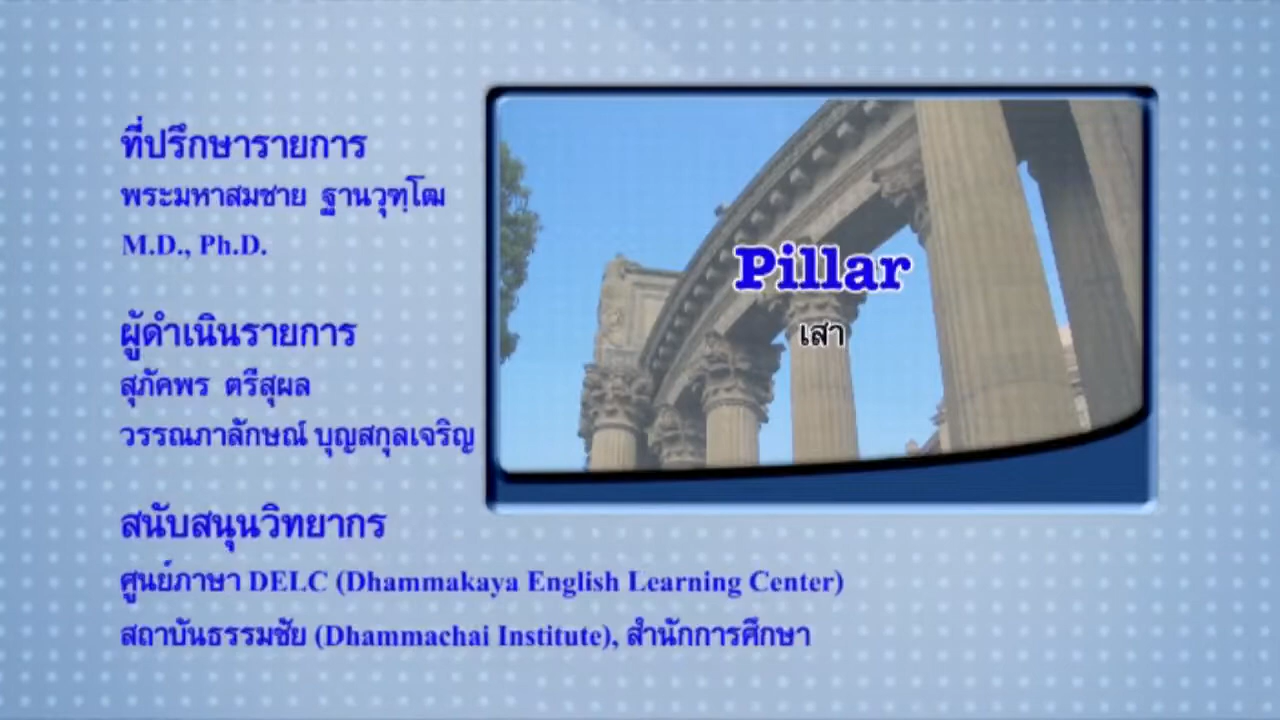 ที่ปรึกษารายการ
พระมหาสมชาย ฐานวุฑฺโฒ
M.D., Ph.D.
ผู้ดำเนินรายการ
สุภัคพร ตรีสุผล
วรรณภาลักษณ์ บุญสกุลเจริญ
สนับสนุนวิทยากร
ศูนย์ภาษา DELC (Dhammakaya English Learning Center)
สถาบันธรรมชัย (Dhammachai Institute), สำนักการศึกษา
Pillar
เสา